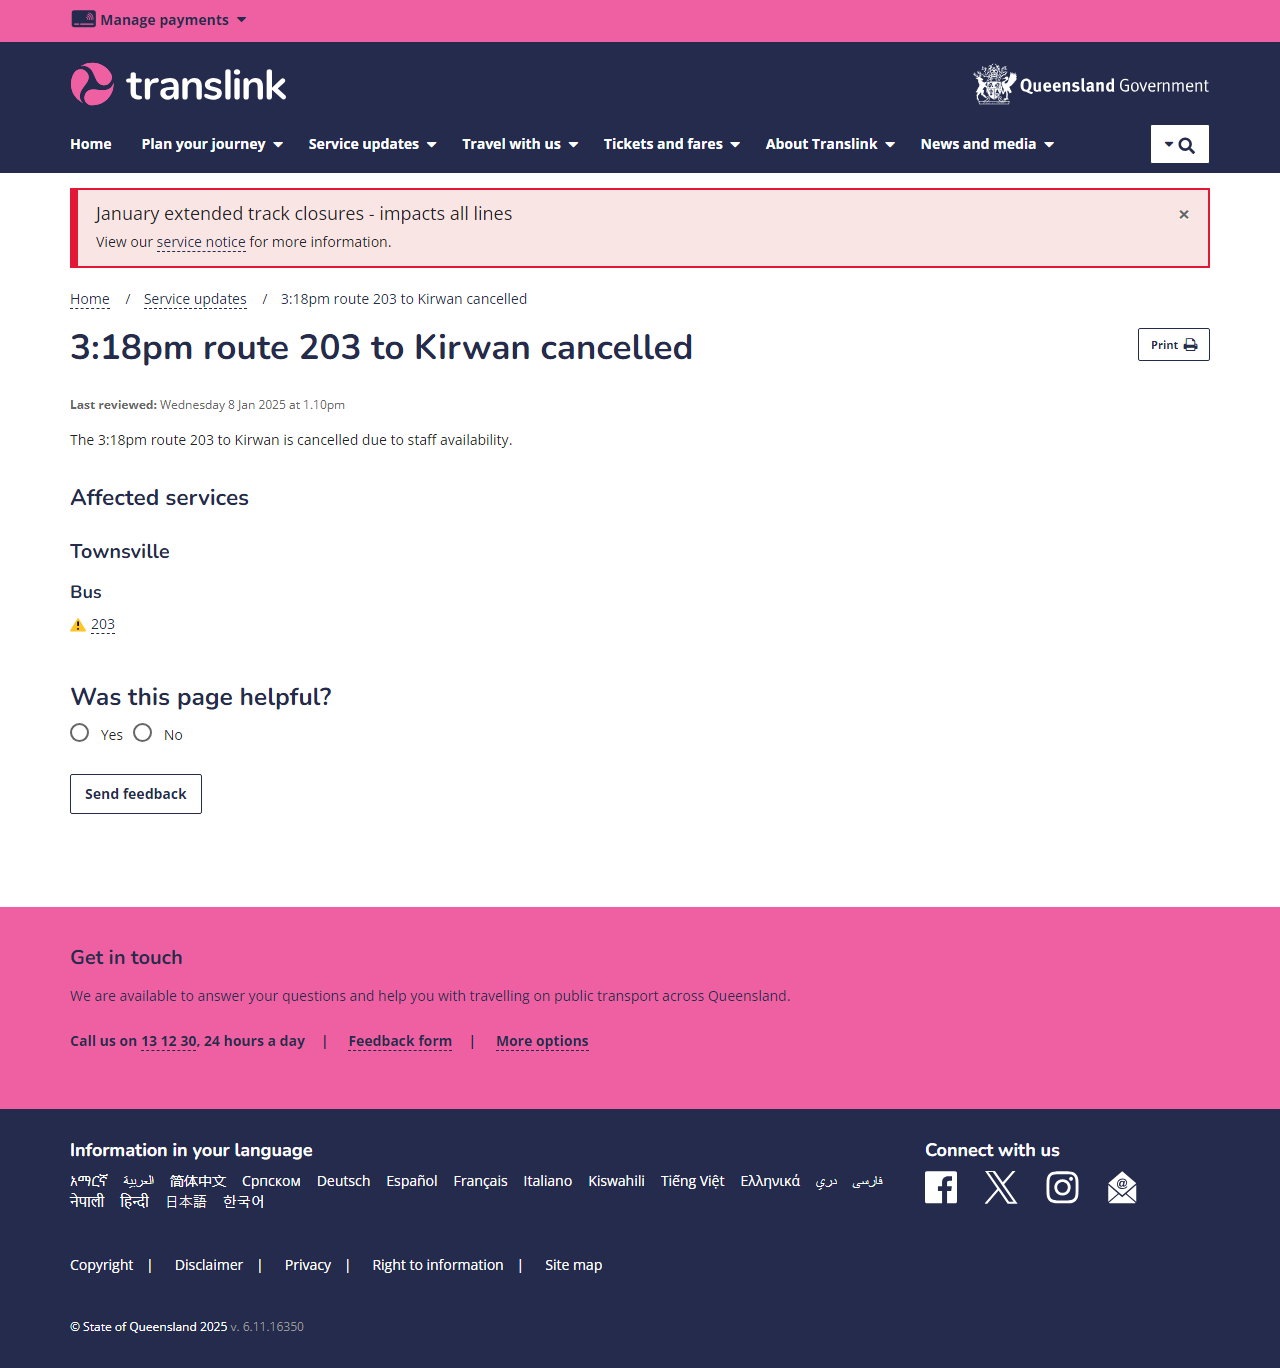 Manage payments
translink
Queensland Government
Home Plan your journey Service updates Travel with us Tickets and fares About Translink News and media
January extended track closures - impacts all lines ×
View our service notice for more information.
Home / Service updates / 3:18pm route 203 to Kirwan cancelled
3:18pm route 203 to Kirwan cancelled
Print
Last reviewed: Wednesday 8 Jan 2025 at 1.10pm
The 3:18pm route 203 to Kirwan is cancelled due to staff availability.
Affected services
Townsville
Bus
203
Was this page helpful?
Yes No
Send feedback
Get in touch
We are available to answer your questions and help you with travelling on public transport across Queensland.
Call us on 13 12 30, 24 hours a day | Feedback form | More options
Information in your language
አማርኛ العربية 简体中文 Српском Deutsch Español Français Italiano Kiswahili Tiếng Việt Ελληνικά دري فارسی
नेपाली हिन्दी 日本語 한국어
Connect with us
Copyright | Disclaimer | Privacy | Right to information | Site map
© State of Queensland 2025 v. 6.11.16350